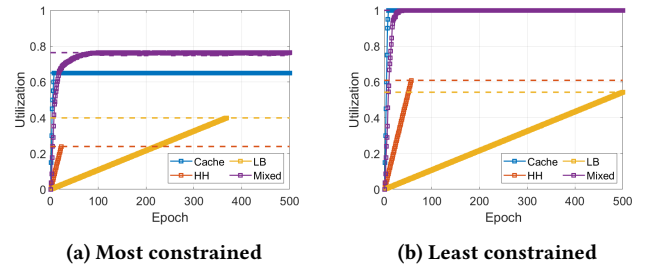 1
0.8
0.6
0.4
0.2
0
Utilization
0 100 200 300 400 500
Epoch
Cache LB
HH Mixed
(a) Most constrained
1
0.8
0.6
0.4
0.2
0
Utilization
0 100 200 300 400 500
Epoch
Cache LB
HH Mixed
(b) Least constrained